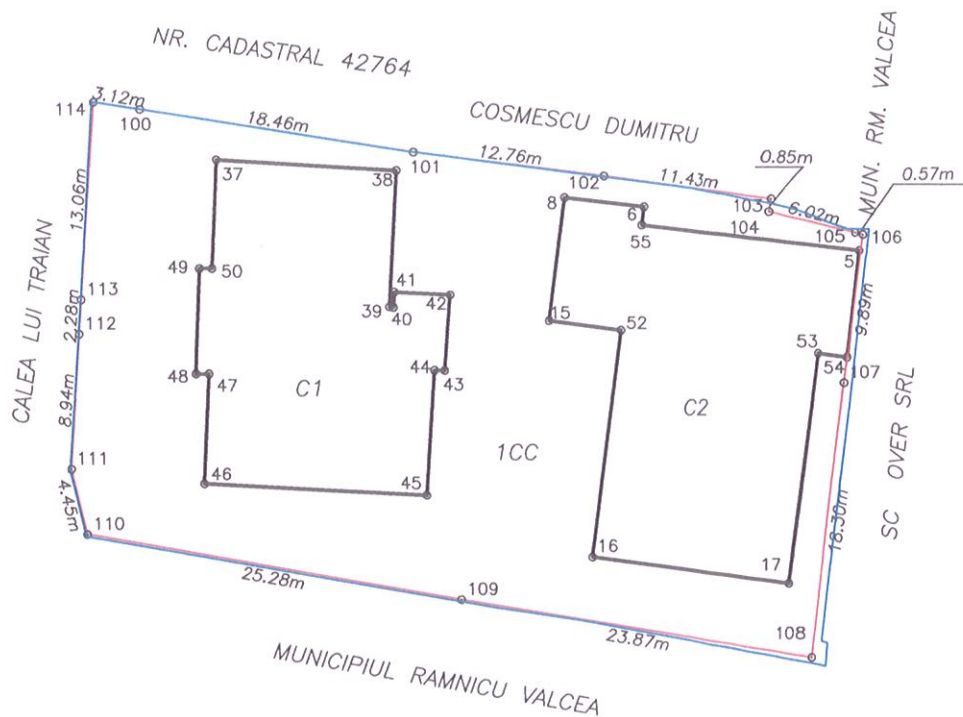 NR. CADASTRAL 42764
MUN. RM. VALCEA
COSMESCU DUMITRU
3.12m
114
100
18.46m
101
12.76m
102
11.43m
0.85m
0.57m
103
6.02m
104
105
106
37
38
8
6
55
5
13.06m
CALEA LUI TRAIAN
49
50
41
42
39
40
113
112
2.28m
15
52
53
54
9.89m
107
48
47
44
43
C1
C2
1CC
8.94m
SC OVER SRL
111
46
45
4.45m
110
16
17
18.30m
25.28m
109
23.87m
108
MUNICIPIUL RAMNICU VALCEA